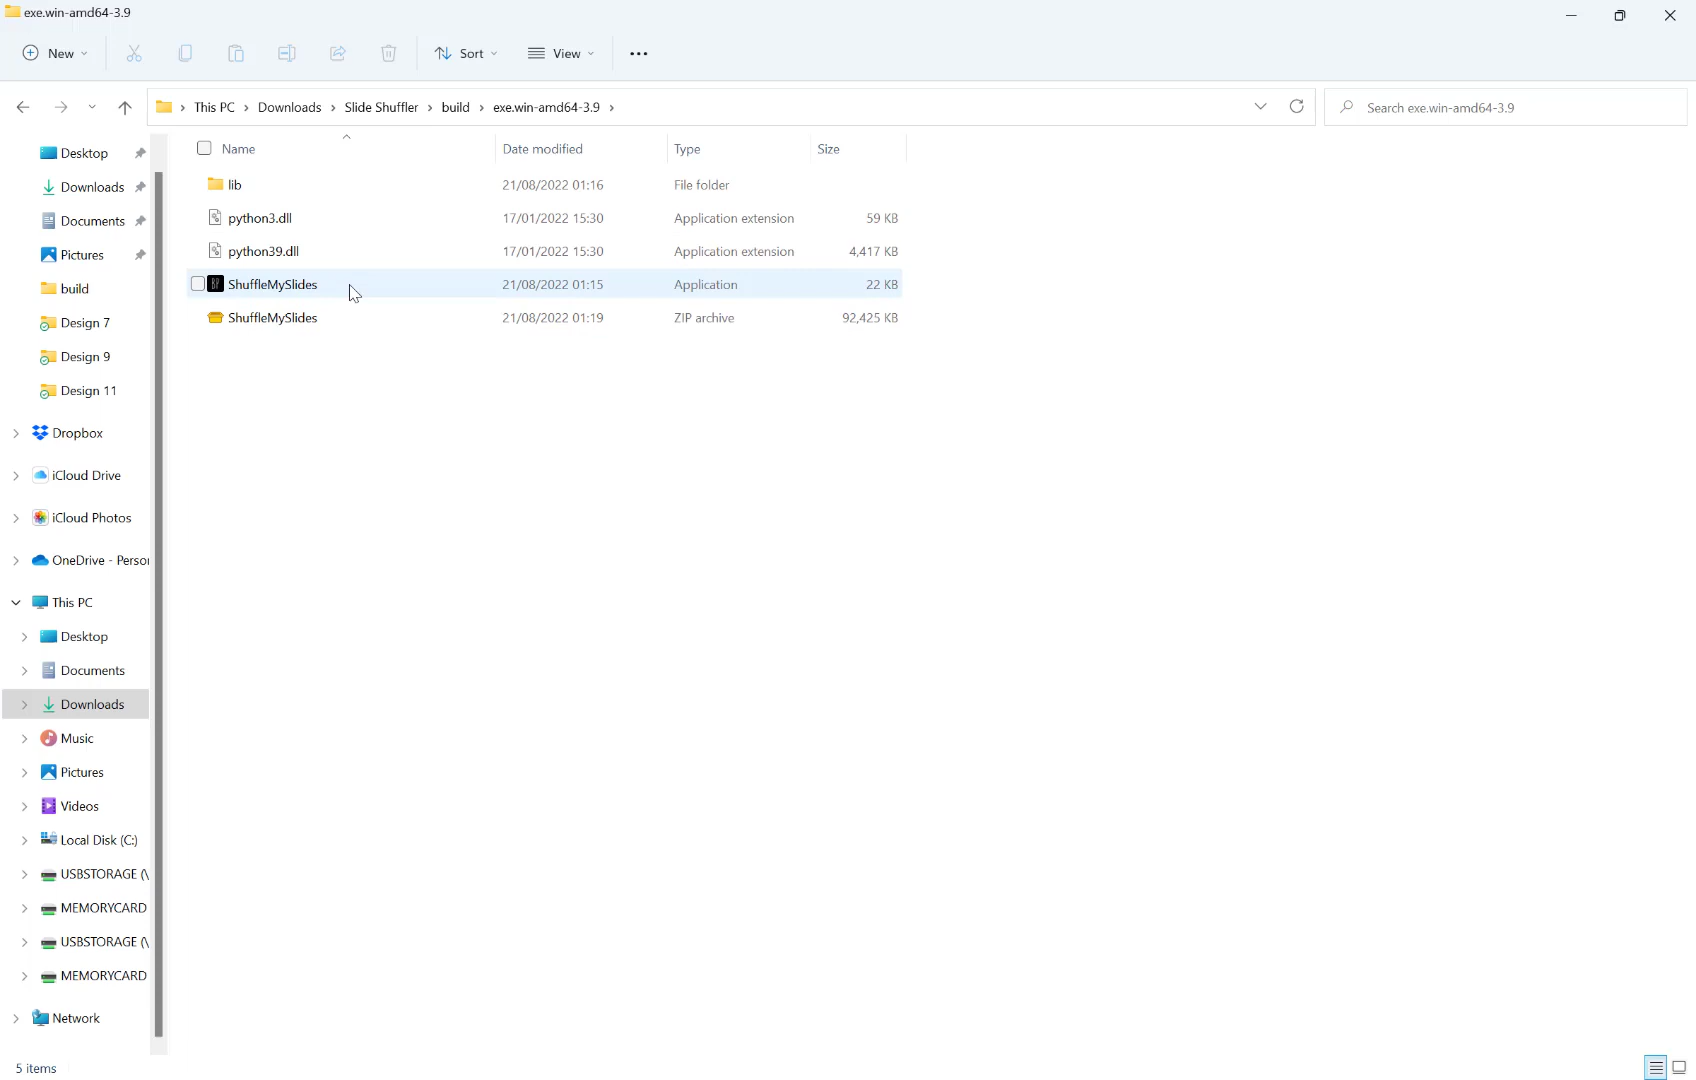 exe.win-amd64-3.9
New
Sort
View
This PC > Downloads > Slide Shuffler > build > exe.win-amd64-3.9 >
Search exe.win-amd64-3.9
Desktop
Downloads
Documents
Pictures
build
Design 7
Design 9
Design 11
Dropbox
iCloud Drive
iCloud Photos
OneDrive - Person
This PC
Desktop
Documents
Downloads
Music
Pictures
Videos
Local Disk (C:)
USBSTORAGE (\
MEMORYCARD
USBSTORAGE (\
MEMORYCARD
Network
Name Date modified Type Size
lib 21/08/2022 01:16 File folder
python3.dll 17/01/2022 15:30 Application extension 59 KB
python39.dll 17/01/2022 15:30 Application extension 4,417 KB
ShuffleMySlides 21/08/2022 01:15 Application 22 KB
ShuffleMySlides 21/08/2022 01:19 ZIP archive 92,425 KB
5 items